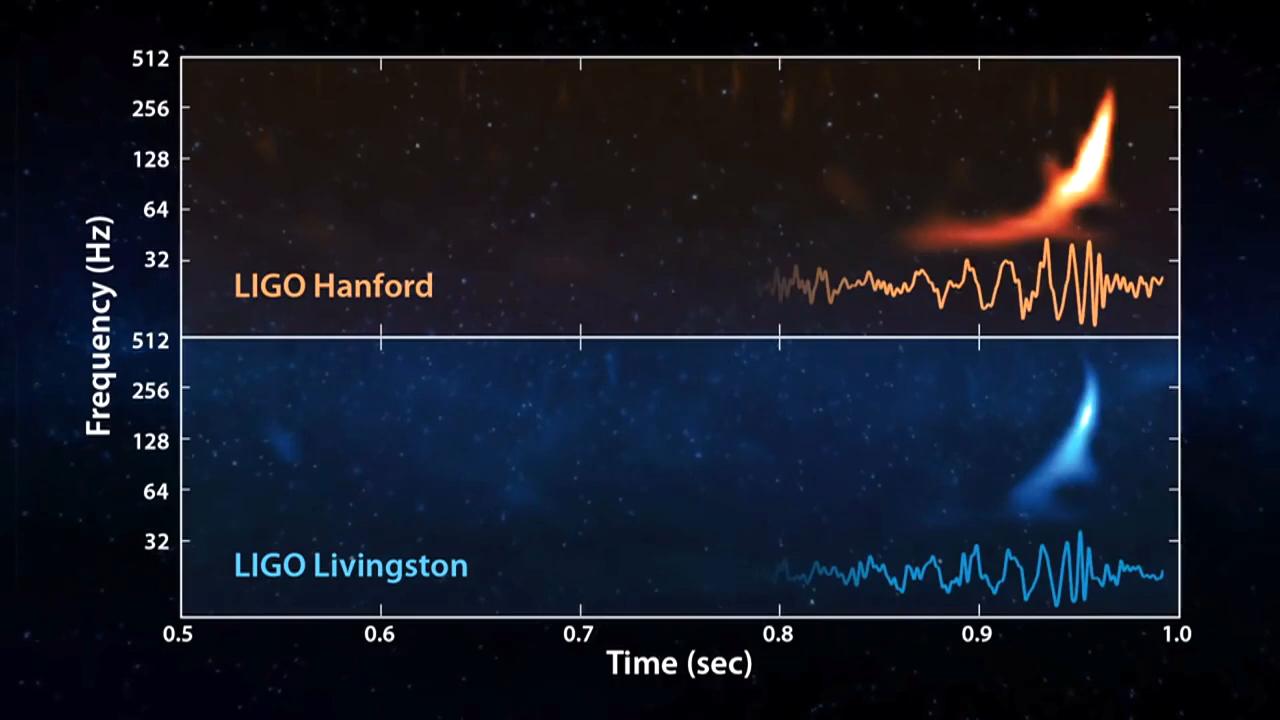 512
256
128
64
32
LIGO Hanford
512
256
128
64
32
LIGO Livingston
Frequency (Hz)
0.5 0.6 0.7 0.8 0.9 1.0
Time (sec)